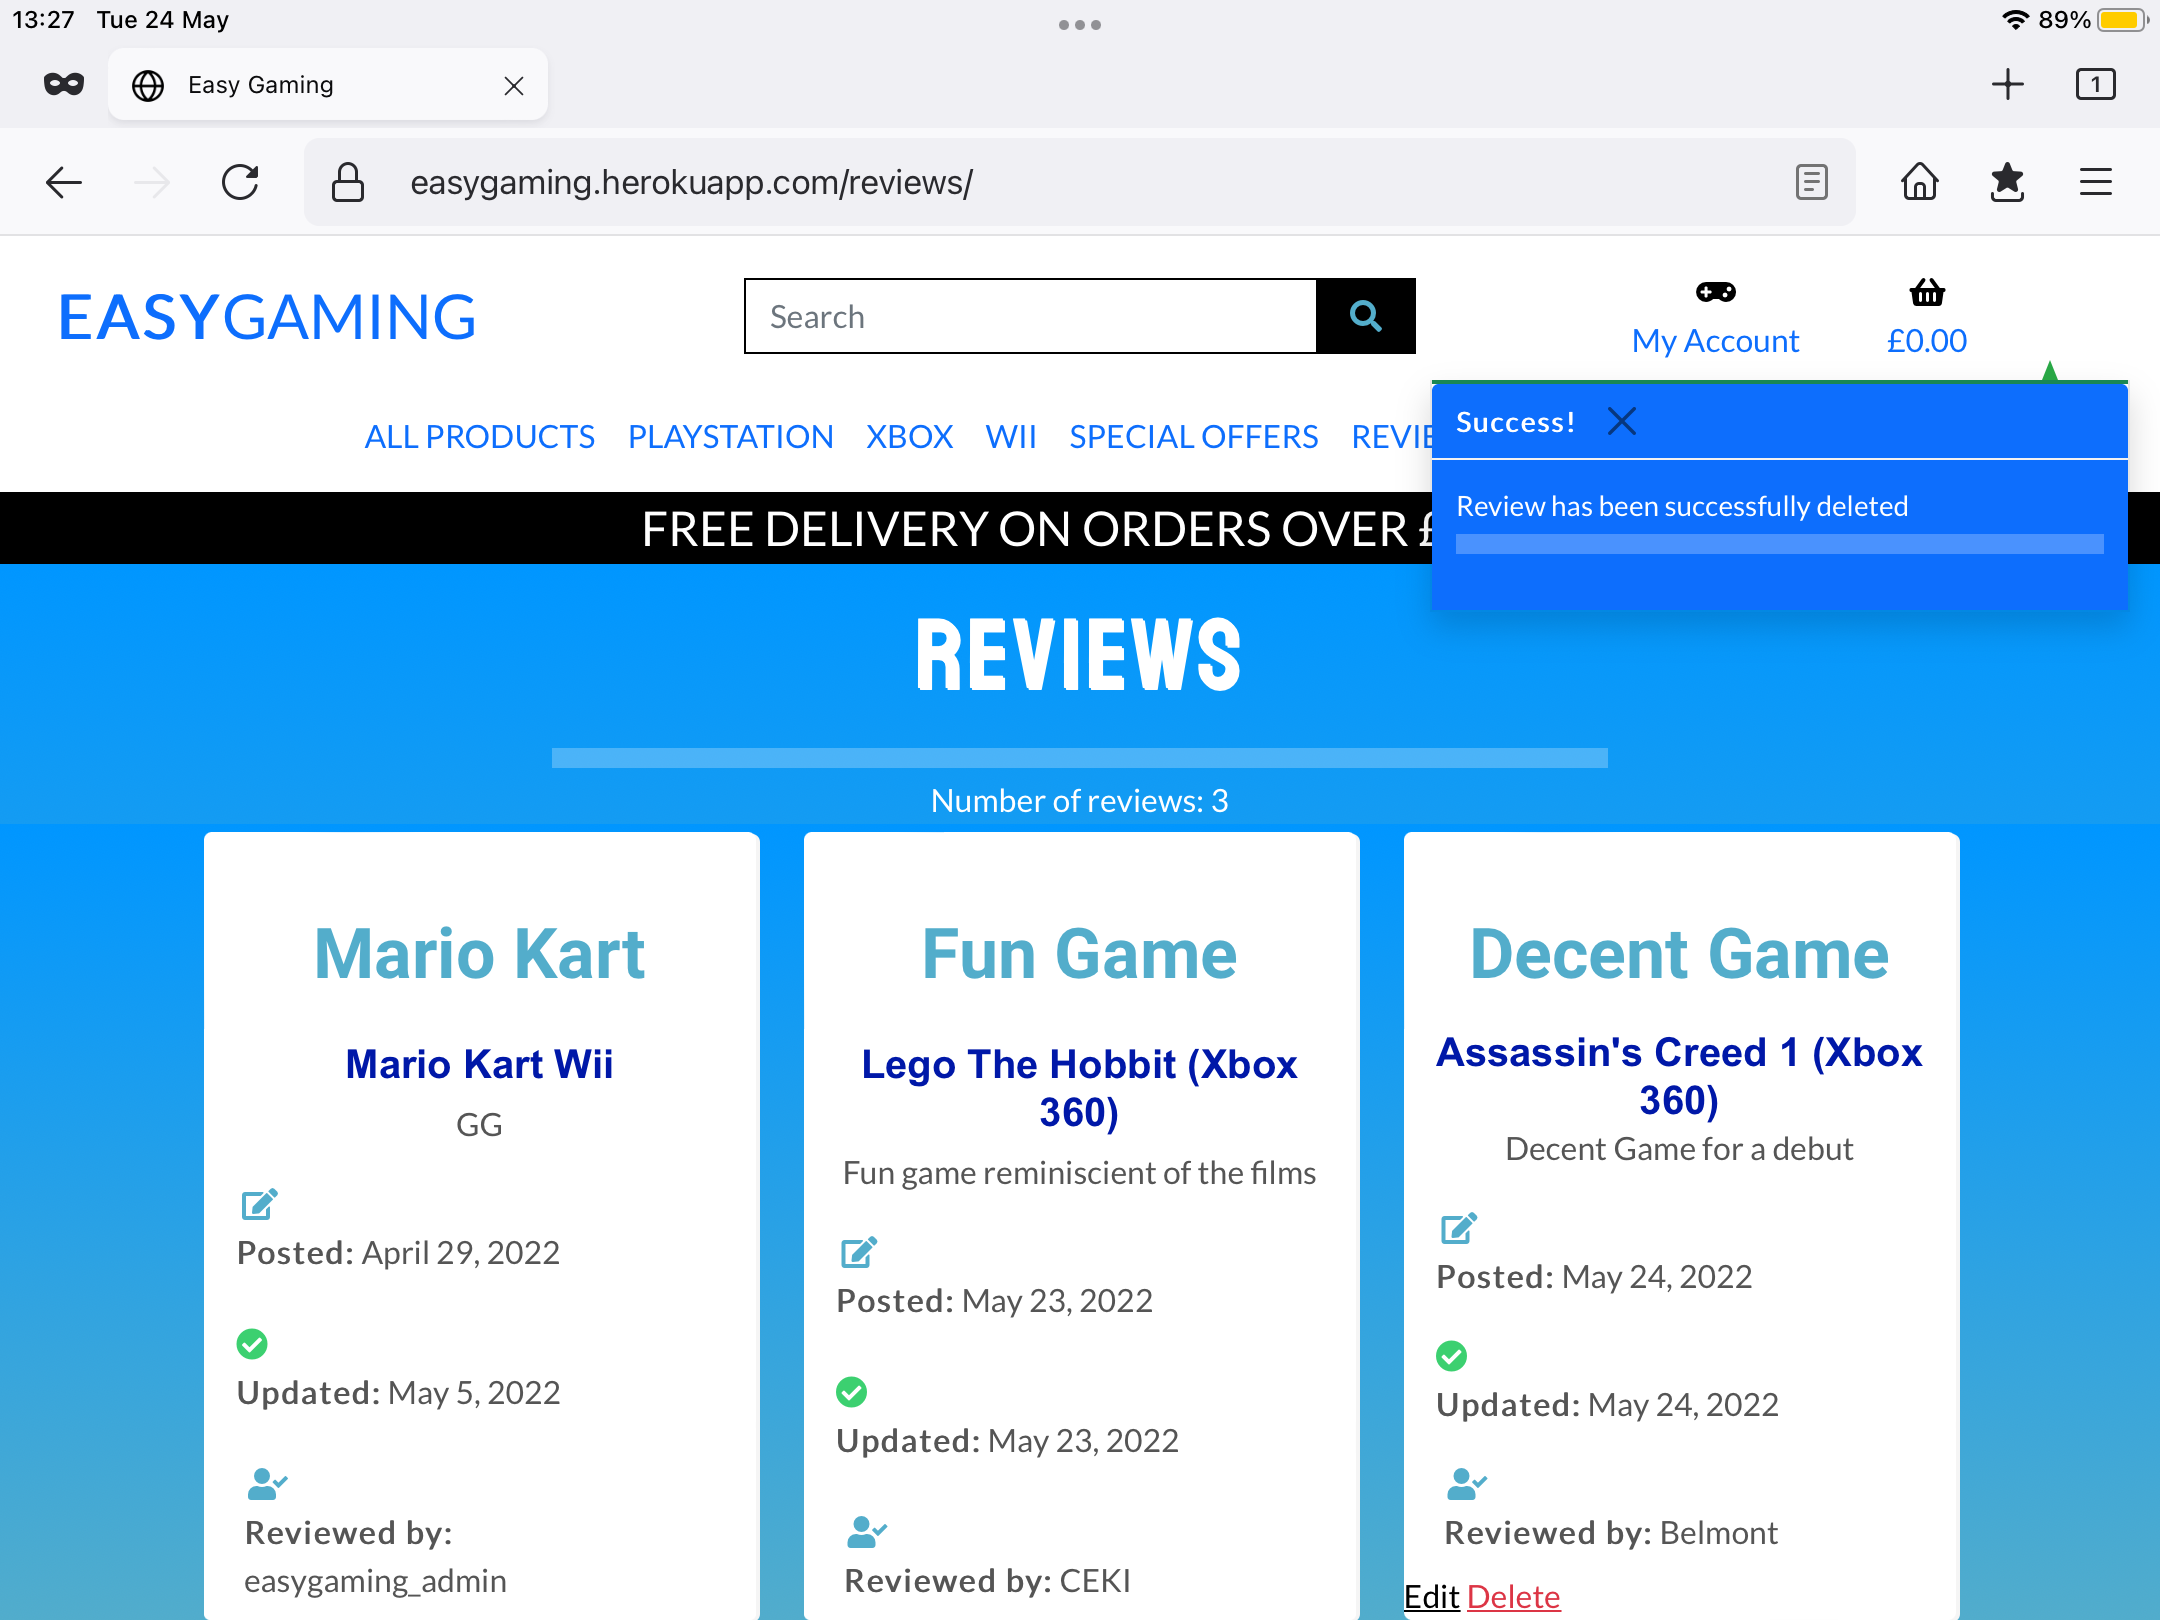 13:27 Tue 24 May
89%
Easy Gaming
1
easygaming.herokuapp.com/reviews/
EASYGAMING
Search
My Account
£0.00
ALL PRODUCTS PLAYSTATION XBOX WII SPECIAL OFFERS
Success!
Review has been successfully deleted
FREE DELIVERY ON ORDERS OVER £
REVIEWS
Number of reviews: 3
Mario Kart
Mario Kart Wii
GG
Posted: April 29, 2022
Updated: May 5, 2022
Reviewed by:
easygaming_admin
Fun Game
Lego The Hobbit (Xbox
360)
Fun game reminiscient of the films
Posted: May 23, 2022
Updated: May 23, 2022
Reviewed by: CEKI
Decent Game
Assassin's Creed 1 (Xbox
360)
Decent Game for a debut
Posted: May 24, 2022
Updated: May 24, 2022
Reviewed by: Belmont
Edit Delete